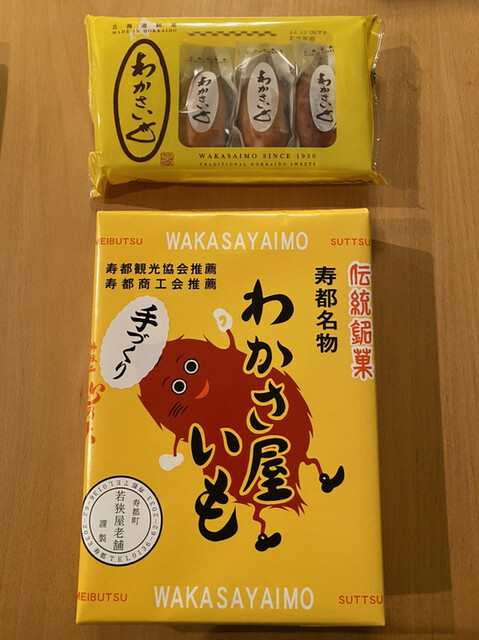 北海道銘菓
MADE IN HOKKAIDO
わかさいも
わかさいも
わかさいも
わかさいも
WAKASAIMO SINCE 1930
TRADITIONAL HOKKAIDO SWEETS
MEIBUTSU
WAKASAYAIMO
SUTTSU
寿都観光協会推薦
寿都商工会推薦
伝統銘菓
寿都名物
わかさ屋いも
手づくり
寿都町
若狭屋老舗
謹製
MEIBUTSU
WAKASAYAIMO
SUTTSU